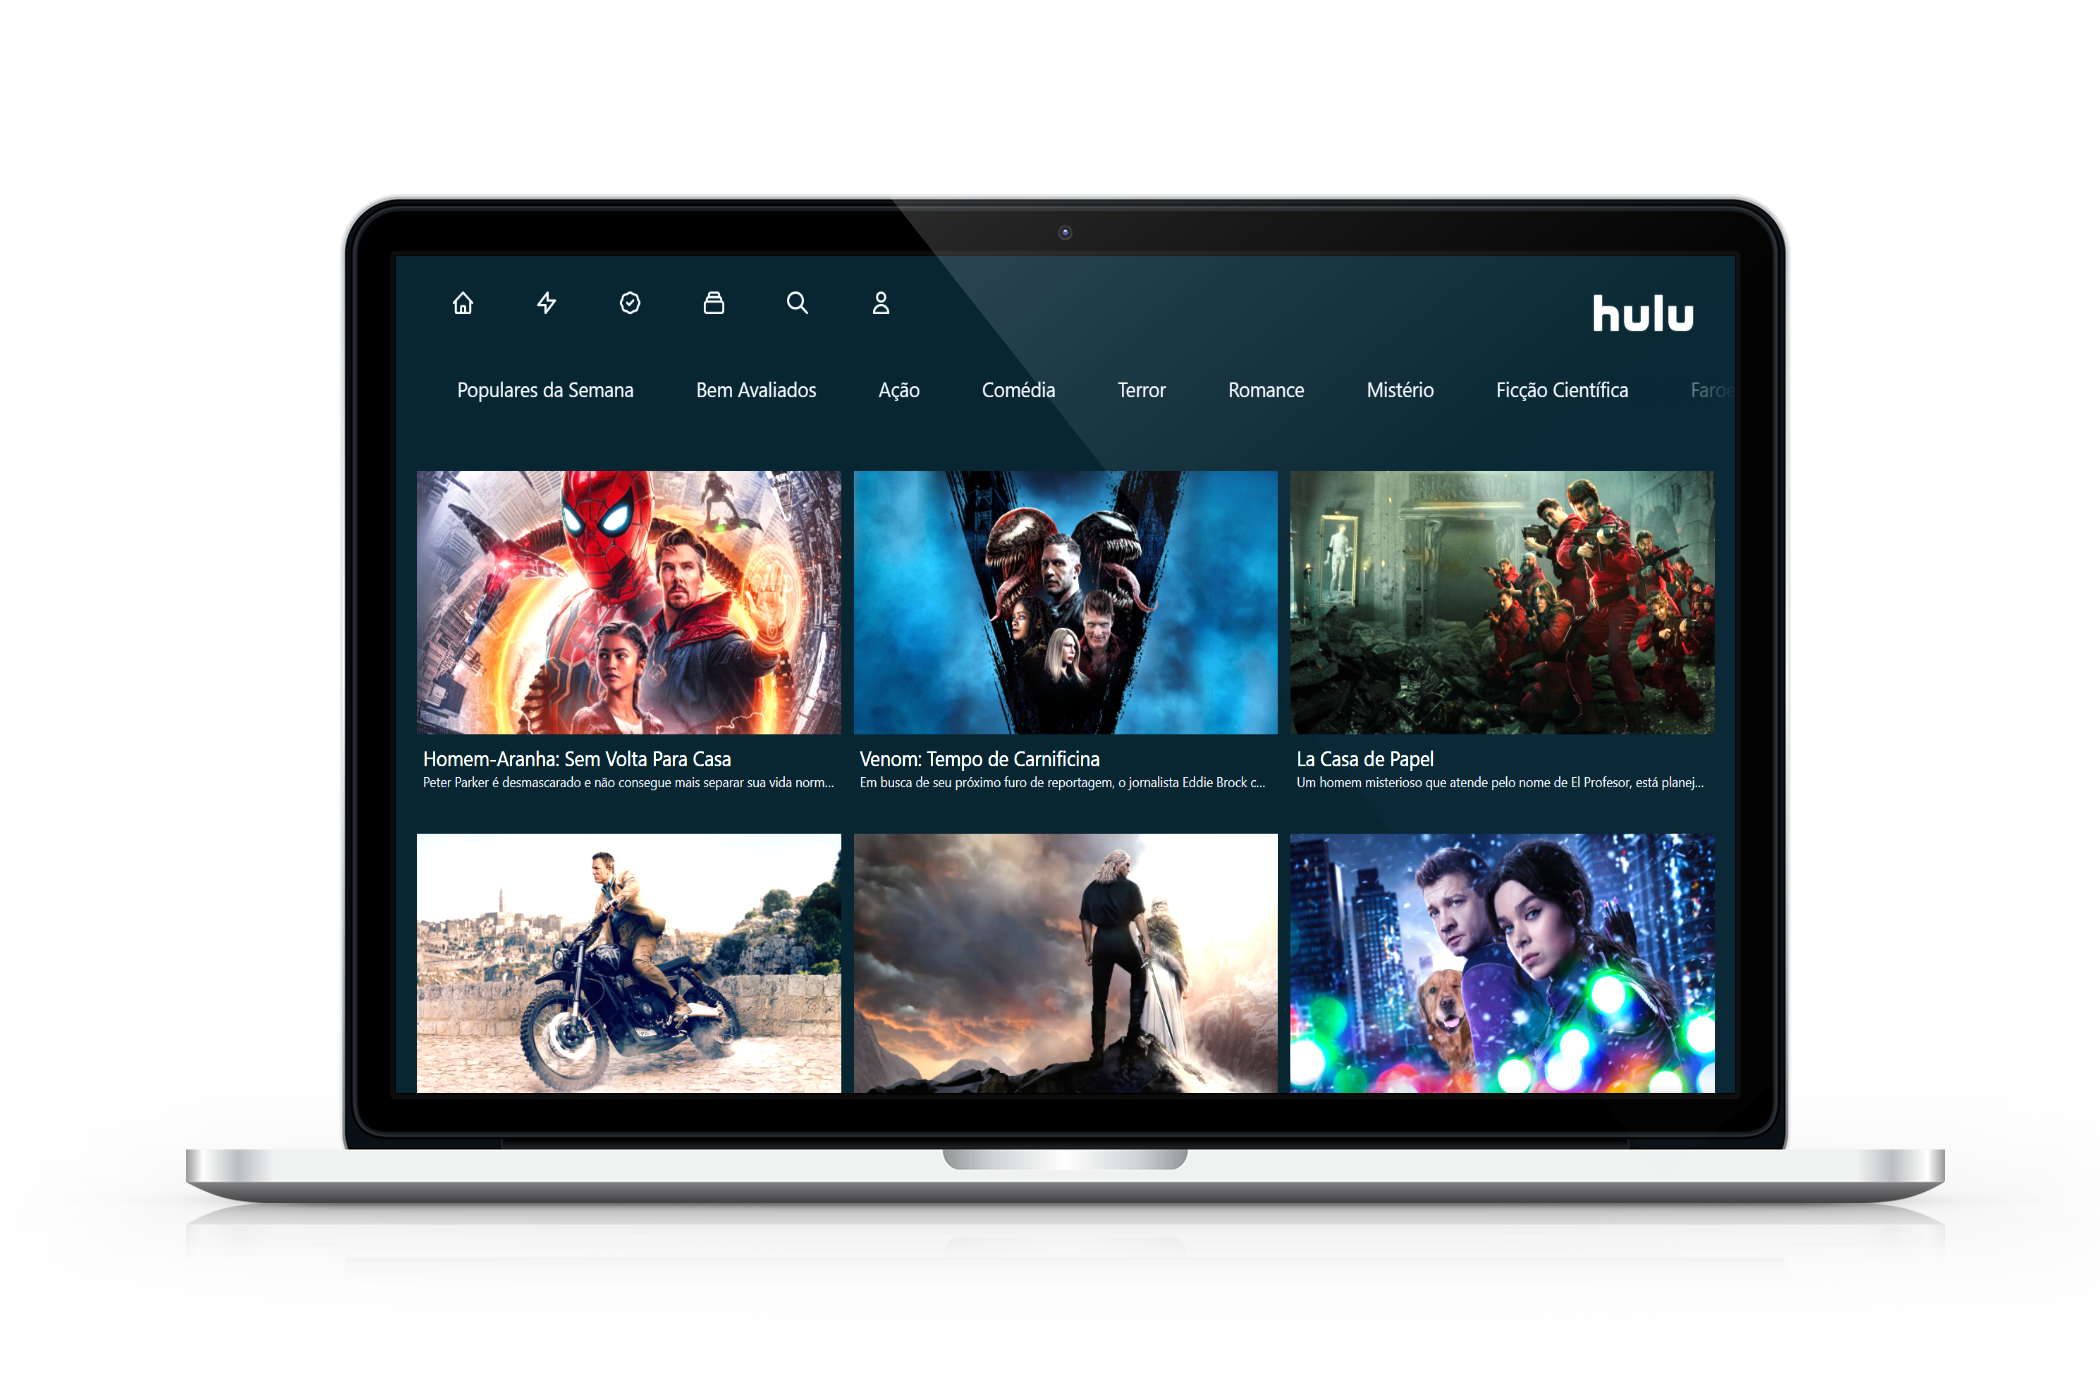 hulu
Populares da Semana Bem Avaliados Ação Comédia Terror Romance Mistério Ficção Científica Faroe
Homem-Aranha: Sem Volta Para Casa
Peter Parker é desmascarado e não consegue mais separar sua vida norm...
Venom: Tempo de Carnificina
Em busca de seu próximo furo de reportagem, o jornalista Eddie Brock c...
La Casa de Papel
Um homem misterioso que atende pelo nome de El Profesor, está planej...